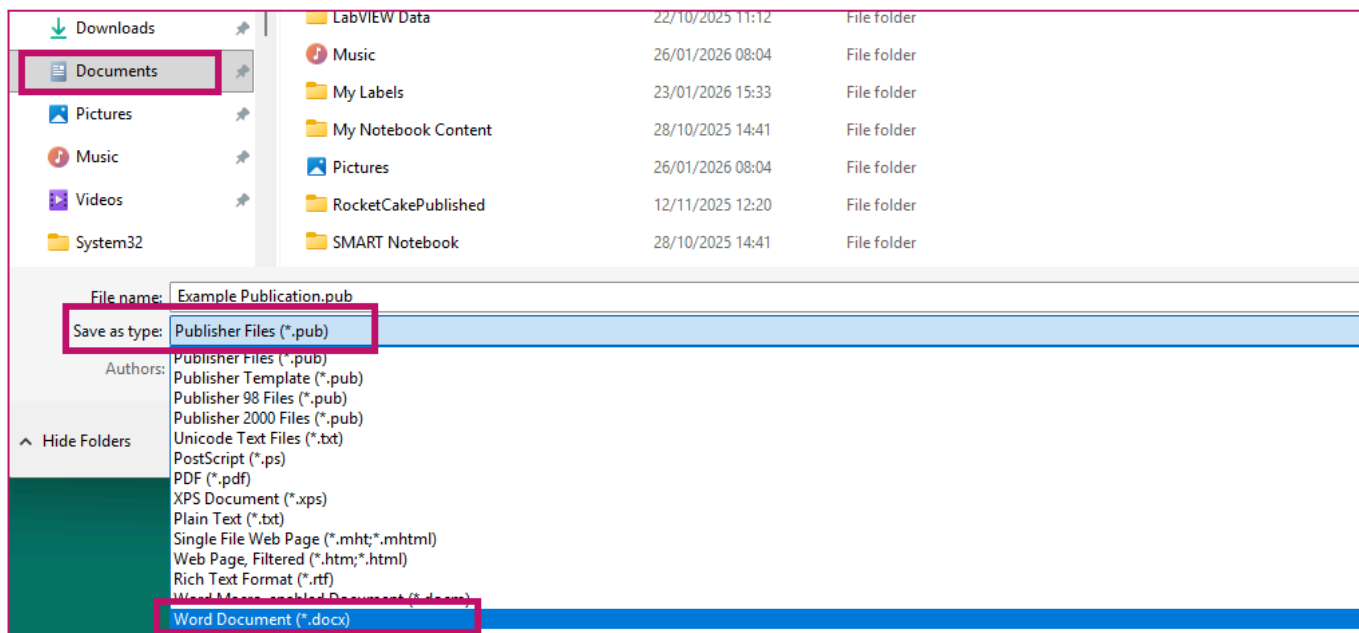 LabVIEW Data 22/10/2025 11:12 File folder
Downloads
Music 26/01/2026 08:04 File folder
Documents
My Labels 23/01/2026 15:33 File folder
Pictures
My Notebook Content 28/10/2025 14:41 File folder
Music
Pictures 26/01/2026 08:04 File folder
Videos
RocketCakePublished 12/11/2025 12:20 File folder
System32
SMART Notebook 28/10/2025 14:41 File folder
File name: Example Publication.pub
Save as type: Publisher Files (*.pub)
Authors:
Publisher Files (*.pub)
Publisher Template (*.pub)
Publisher 98 Files (*.pub)
Publisher 2000 Files (*.pub)
Hide Folders
Unicode Text Files (*.txt)
PostScript (*.ps)
PDF (*.pdf)
XPS Document (*.xps)
Plain Text (*.txt)
Single File Web Page (*.mht;*.mhtml)
Web Page, Filtered (*.htm;*.html)
Rich Text Format (*.rtf)
Word Macro-enabled Document (*.docm)
Word Document (*.docx)